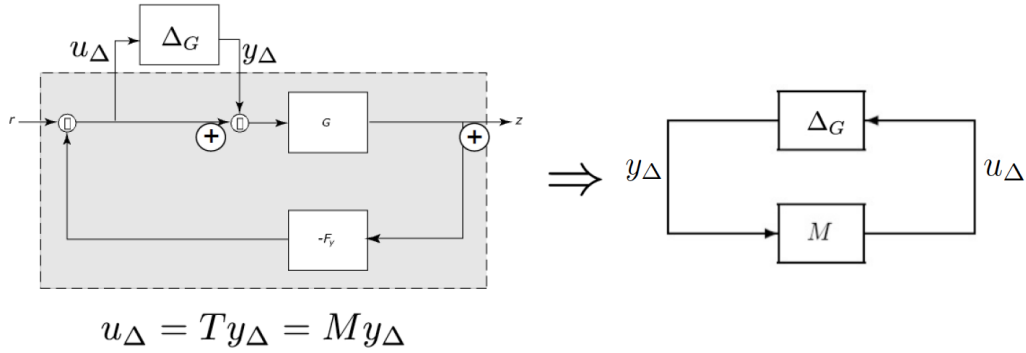 Δ_G
u_Δ
y_Δ
r
+
G
+
z
-F_y
⇒
y_Δ
Δ_G
u_Δ
M
u_Δ = Ty_Δ = My_Δ